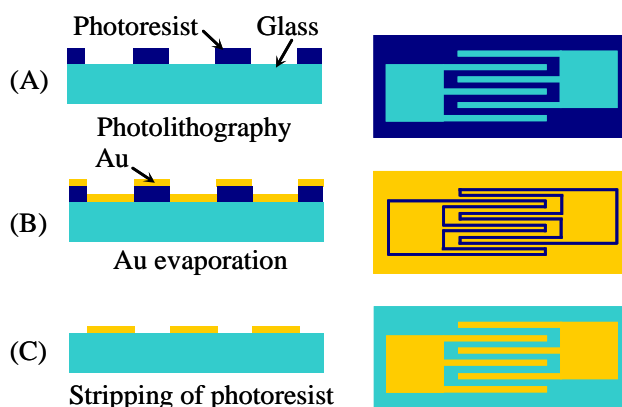 Photoresist Glass
(A)
Photolithography
Au
(B)
Au evaporation
(C)
Stripping of photoresist